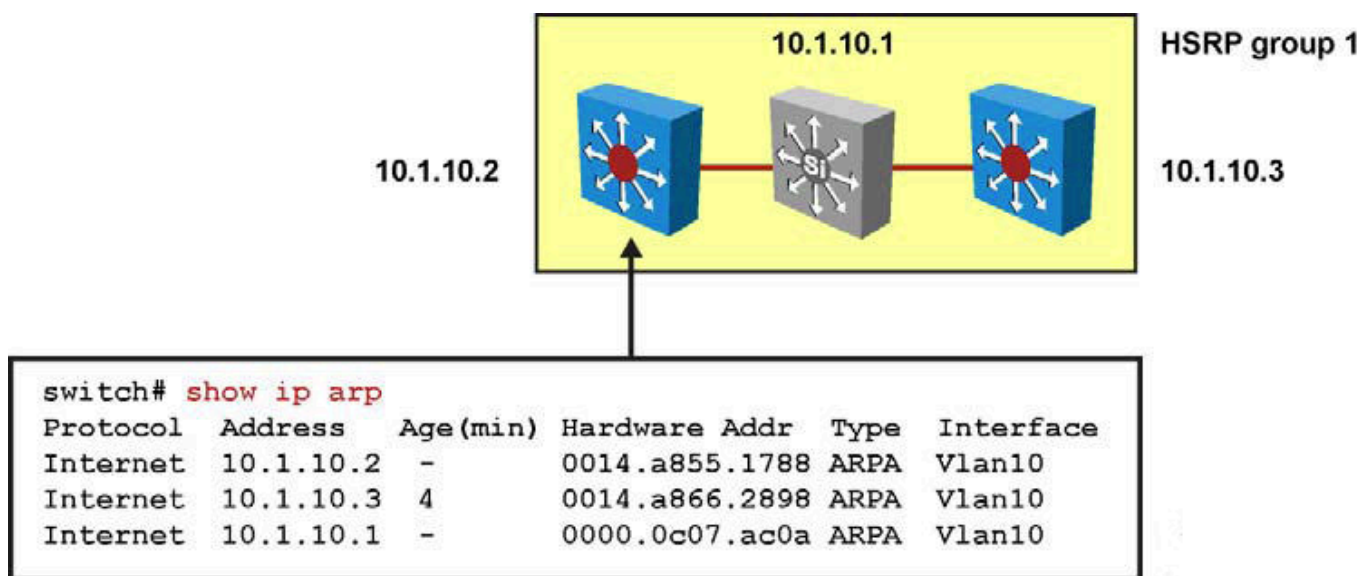 10.1.10.1
HSRP group 1
Si
10.1.10.2
10.1.10.3
switch# show ip arp
Protocol Address Age(min) Hardware Addr Type Interface
Internet 10.1.10.2 - 0014.a855.1788 ARPA Vlan10
Internet 10.1.10.3 4 0014.a866.2898 ARPA Vlan10
Internet 10.1.10.1 - 0000.0c07.ac0a ARPA Vlan10